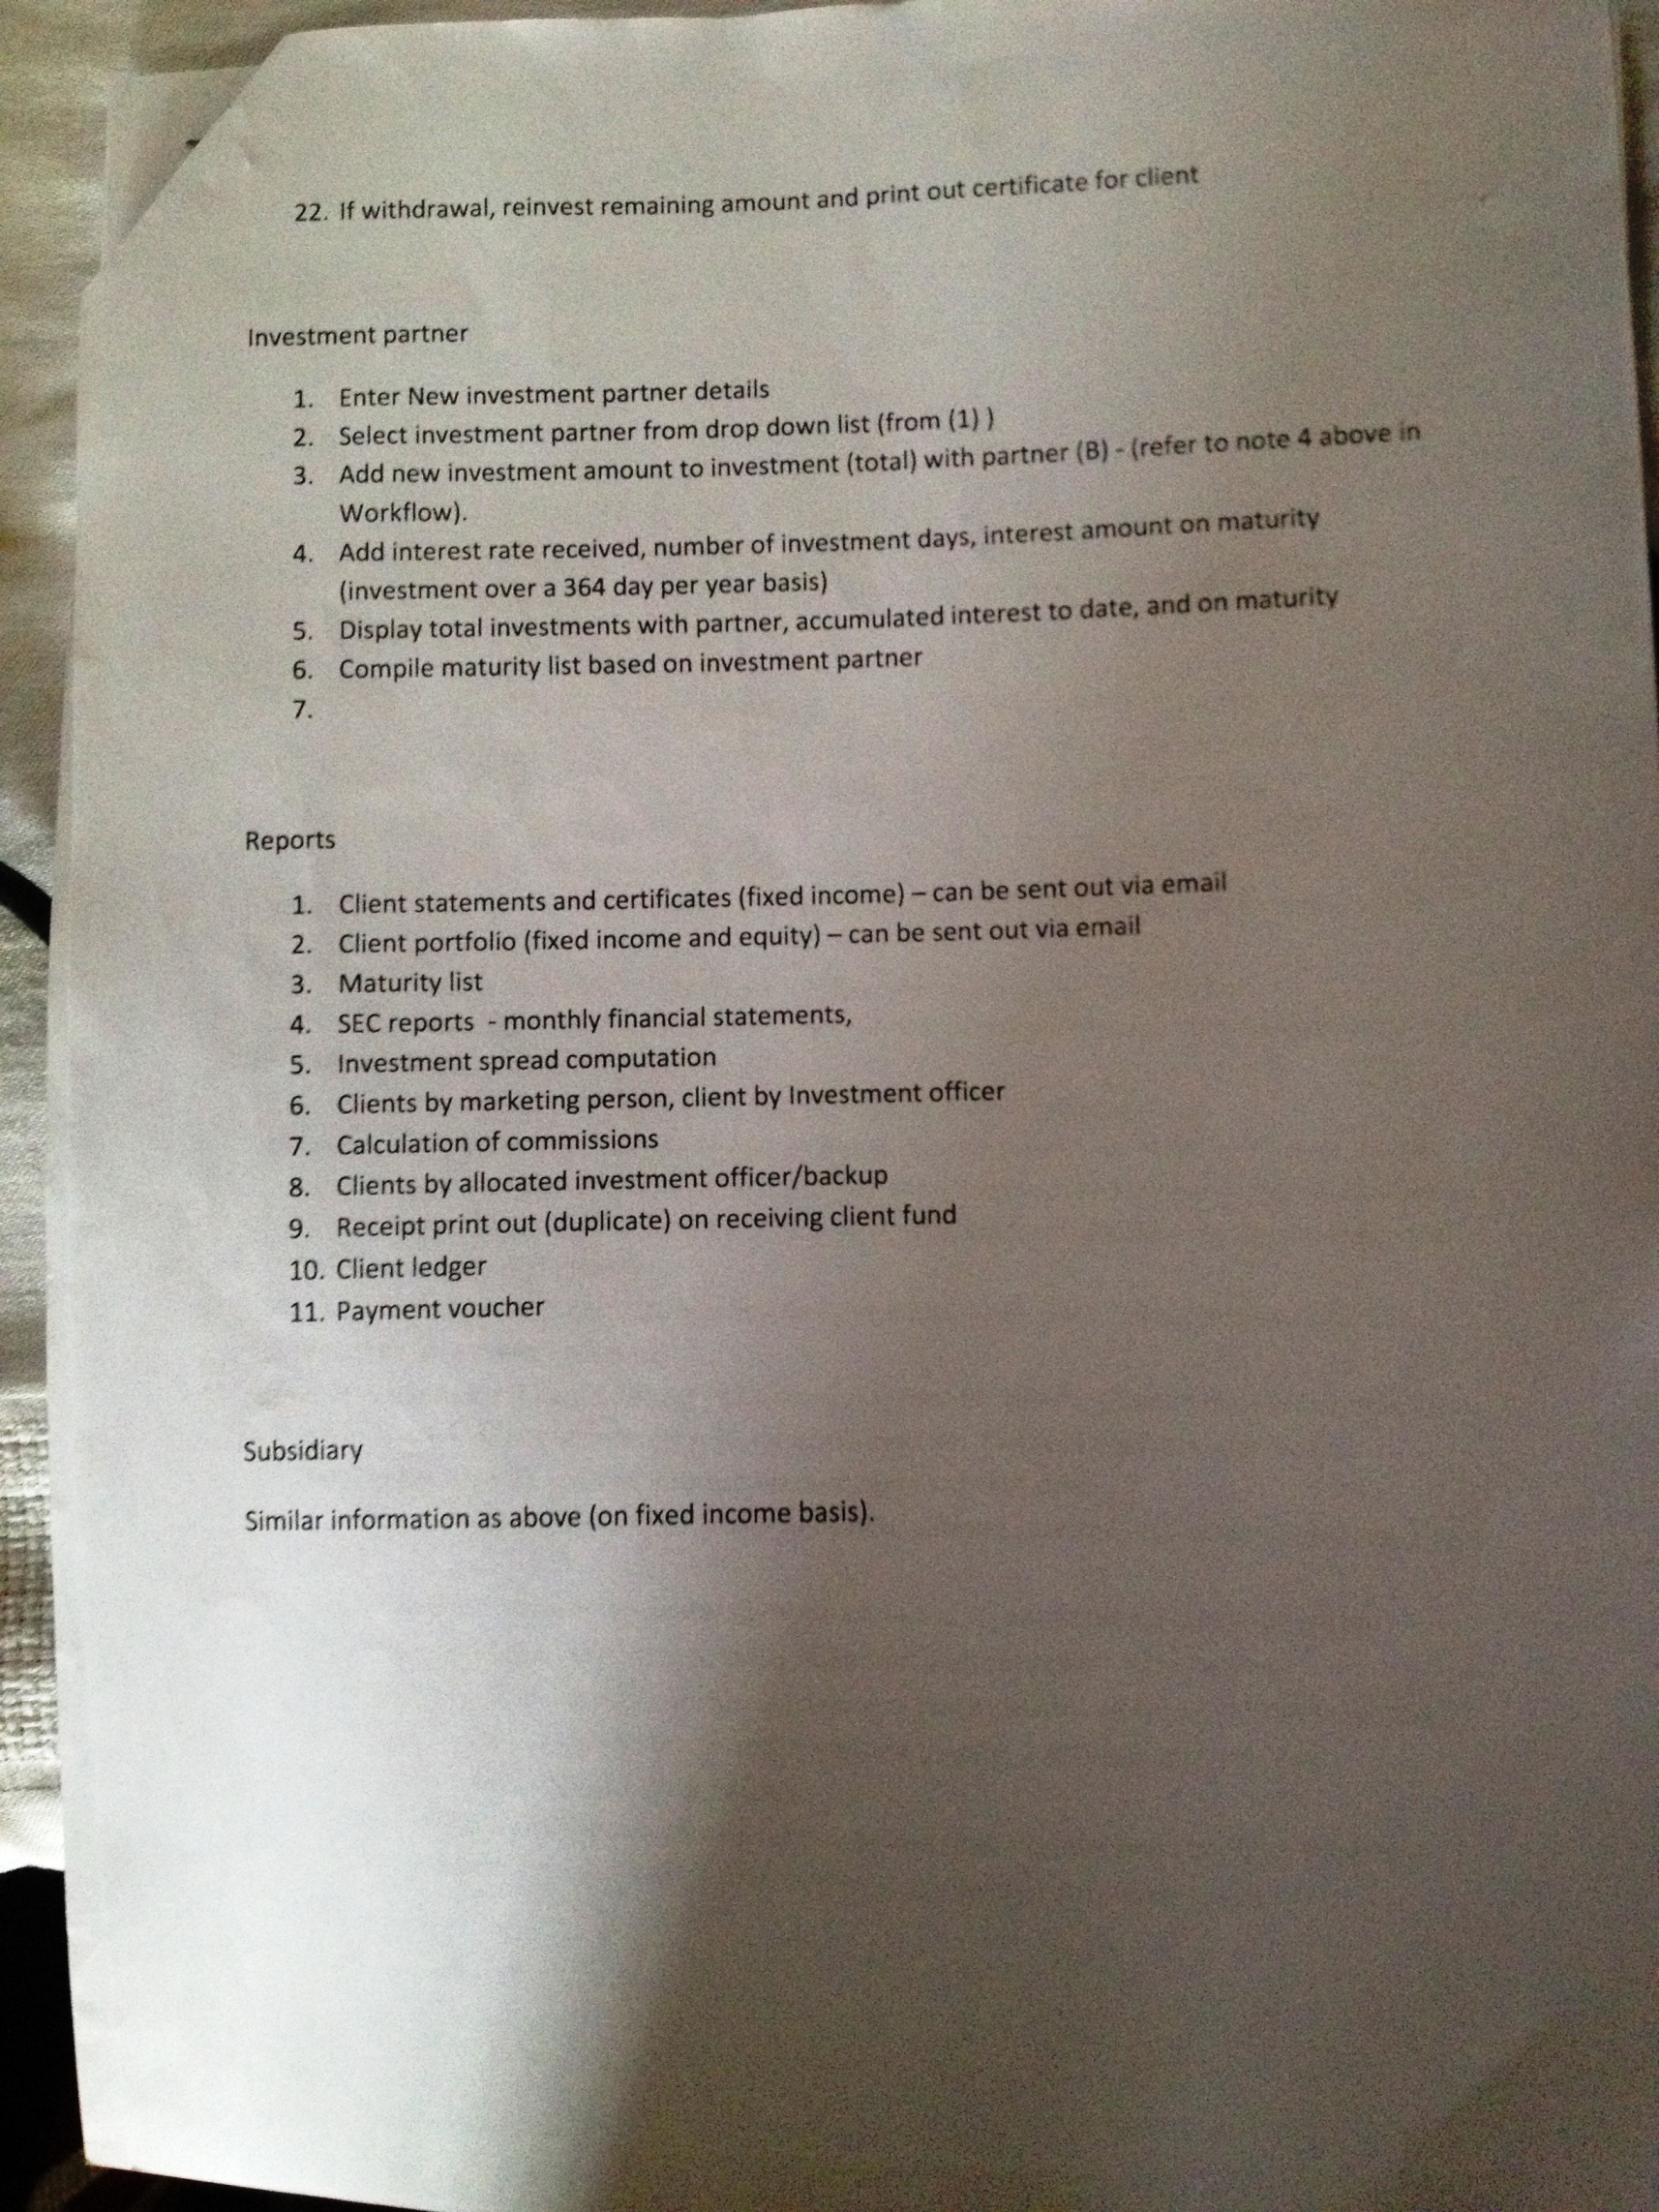 22. If withdrawal, reinvest remaining amount and print out certificate for client
Investment partner
1. Enter New investment partner details
2. Select investment partner from drop down list (from (1) )
3. Add new investment amount to investment (total) with partner (B) - (refer to note 4 above in
Workflow).
4. Add interest rate received, number of investment days, interest amount on maturity
(investment over a 364 day per year basis)
5. Display total investments with partner, accumulated interest to date, and on maturity
6. Compile maturity list based on investment partner
7.
Reports
1. Client statements and certificates (fixed income) – can be sent out via email
2. Client portfolio (fixed income and equity) – can be sent out via email
3. Maturity list
4. SEC reports - monthly financial statements,
5. Investment spread computation
6. Clients by marketing person, client by Investment officer
7. Calculation of commissions
8. Clients by allocated investment officer/backup
9. Receipt print out (duplicate) on receiving client fund
10. Client ledger
11. Payment voucher
Subsidiary
Similar information as above (on fixed income basis).